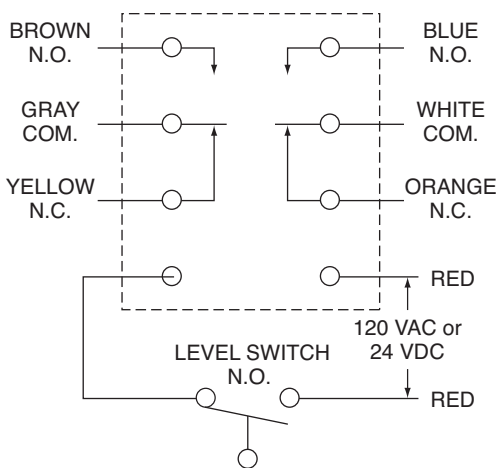 BROWN
N.O.
BLUE
N.O.
GRAY
COM.
WHITE
COM.
YELLOW
N.C.
ORANGE
N.C.
RED
120 VAC or
24 VDC
LEVEL SWITCH
N.O.
RED